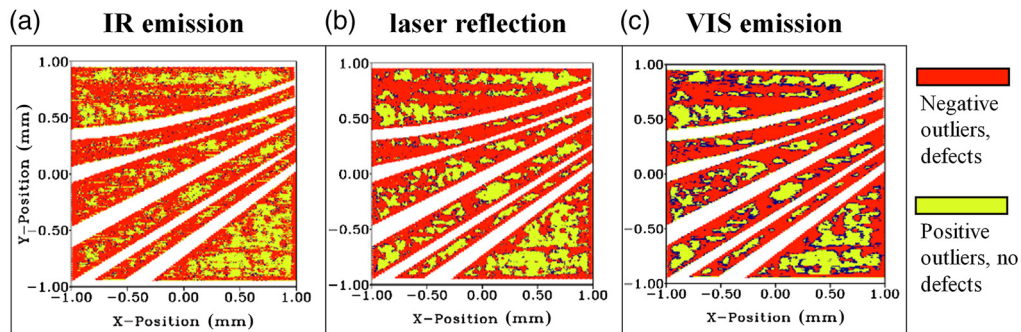 (a) IR emission
(b) laser reflection
(c) VIS emission
Y-Position (mm)
1.00
0.50
0.00
-0.50
-1.00
-1.00 -0.50 0.00 0.50 1.00
X-Position (mm)
1.00
0.50
0.00
-0.50
-1.00
-1.00 -0.50 0.00 0.50 1.00
X-Position (mm)
1.00
0.50
0.00
-0.50
-1.00
-1.00 -0.50 0.00 0.50 1.00
X-Position (mm)
Negative
outliers,
defects
Positive
outliers, no
defects